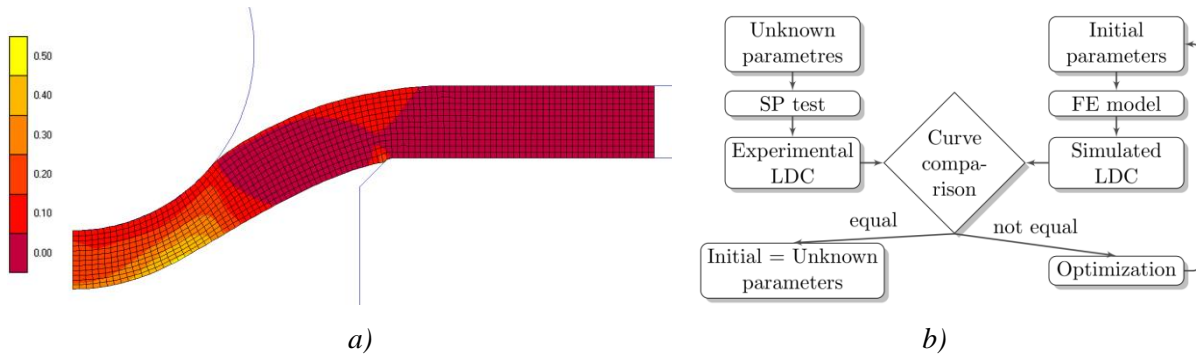 0.50
0.40
0.30
0.20
0.10
0.00
a)
Unknown
parametres
SP test
Experimental
LDC
Curve
compa-
rison
Initial
parameters
FE model
Simulated
LDC
equal
not equal
Initial = Unknown
parameters
Optimization
b)